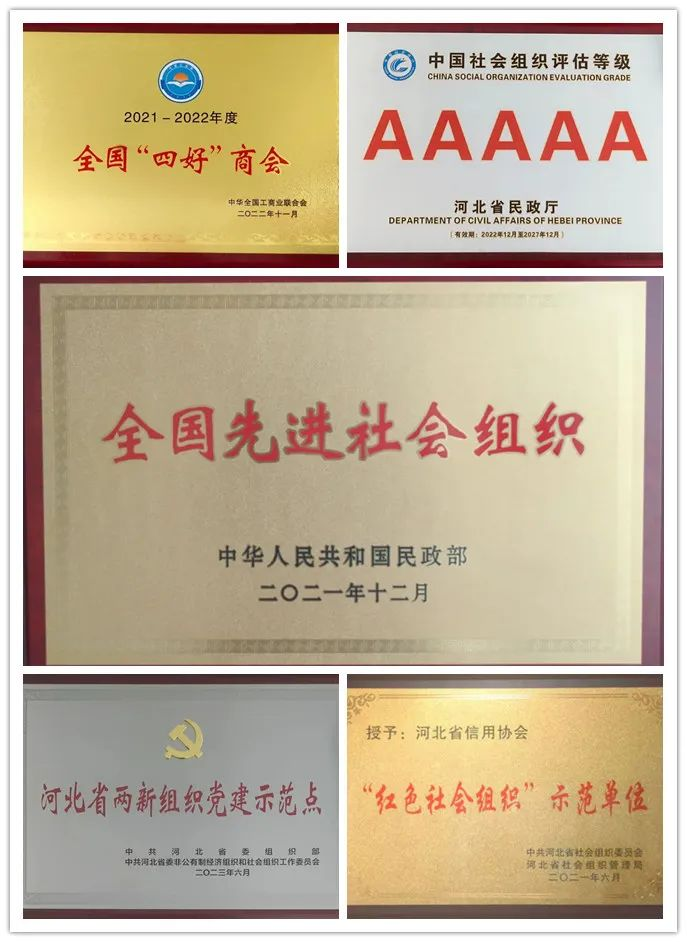 2021－2022年度
全国“四好”商会
中华全国工商业联合会
二〇二二年十一月
中国社会组织评估等级
CHINA SOCIAL ORGANIZATION EVALUATION GRADE
AAAAA
河北省民政厅
DEPARTMENT OF CIVIL AFFAIRS OF HEBEI PROVINCE
（有效期：2022年12月至2027年12月）
全国先进社会组织
中华人民共和国民政部
二〇二一年十二月
河北省两新组织党建示范点
中共河北省委组织部
中共河北省委非公有制经济组织和社会组织工作委员会
二〇二三年六月
授予：河北省信用协会
“红色社会组织”示范单位
中共河北省社会组织委员会
河北省社会组织管理局
二〇二一年六月